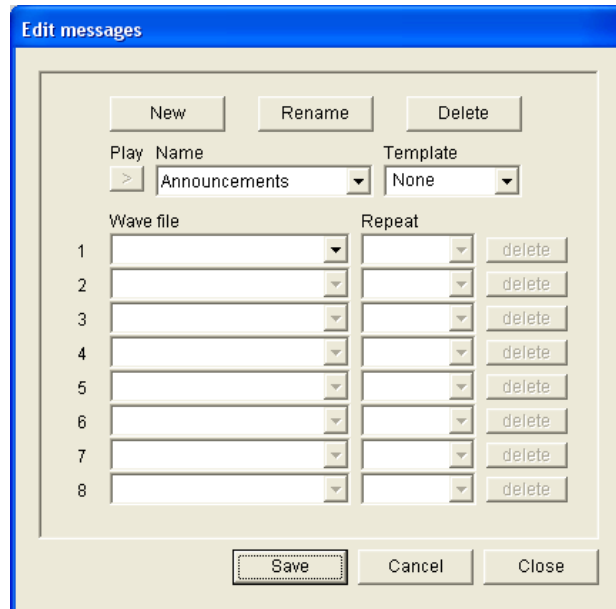 Edit messages
New Rename Delete
Play Name Template
> Announcements None
Wave file Repeat
1 delete
2 delete
3 delete
4 delete
5 delete
6 delete
7 delete
8 delete
Save Cancel Close